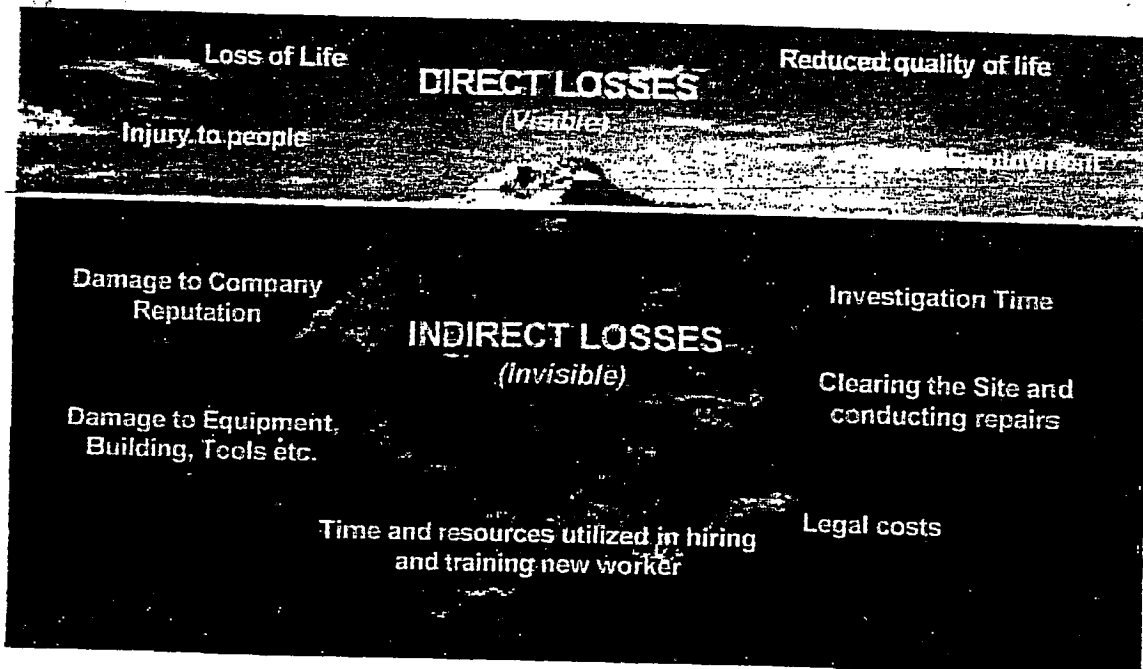 Loss of Life
DIRECT LOSSES
(Visible)
Reduced quality of life
Injury to people
Employment
Damage to Company
Reputation
INDIRECT LOSSES
(invisible)
Investigation Time
Clearing the Site and
conducting repairs
Damage to Equipment,
Building, Tools etc.
Time and resources utilized in hiring
and training new worker
Legal costs